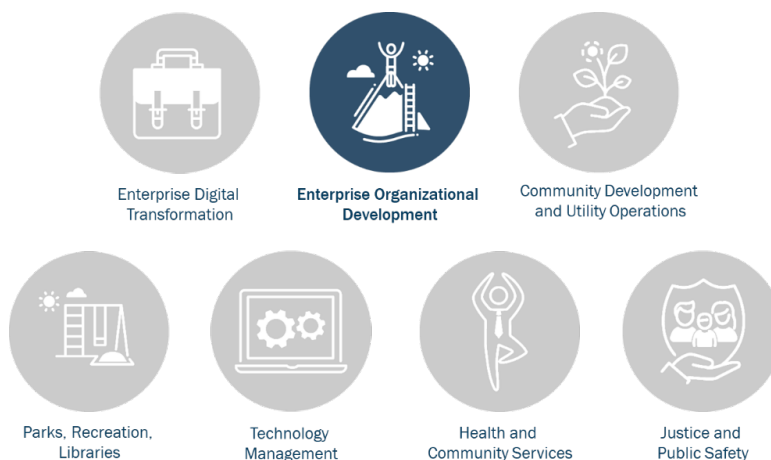 Enterprise Digital
Transformation
Enterprise Organizational
Development
Community Development
and Utility Operations
Parks, Recreation,
Libraries
Technology
Management
Health and
Community Services
Justice and
Public Safety